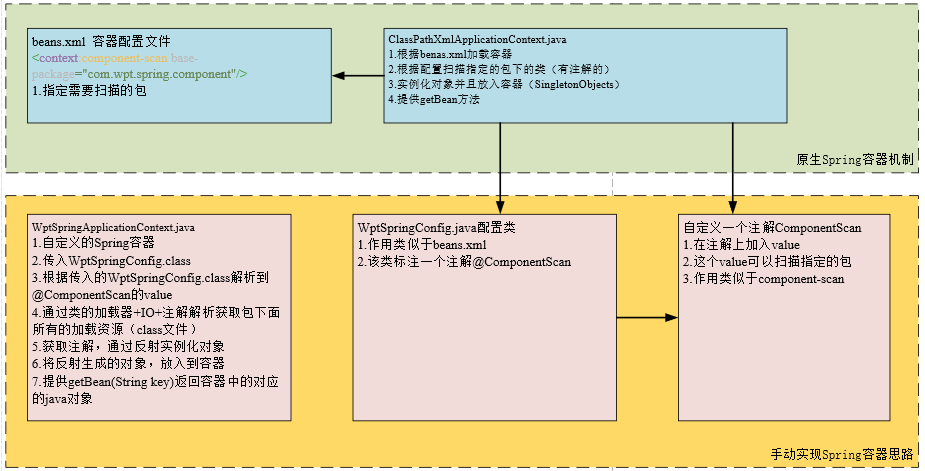 beans.xml 容器配置文件
<context:component-scan base-
package="com.wpt.spring.component"/>
1.指定需要扫描的包
ClassPathXmlApplicationContext.java
1.根据benas.xml加载容器
2.根据配置扫描指定的包下的类（有注解的）
3.实例化对象并且放入容器（SingletonObjects）
4.提供getBean方法
原生Spring容器机制
WptSpringApplicationContext.java
1.自定义的Spring容器
2.传入WptSpringConfig.class
3.根据传入的WptSpringConfig.class解析到
@ComponentScan的value
4.通过类的加载器+IO+注解解析获取包下面
所有的加载资源（class文件）
5.获取注解，通过反射实例化对象
6.将反射生成的对象，放入到容器
7.提供getBean(String key)返回容器中的对应
的java对象
WptSpringConfig.java配置类
1.作用类似于beans.xml
2.该类标注一个注解@ComponentScan
自定义一个注解ComponentScan
1.在注解上加入value
2.这个value可以扫描指定的包
3.作用类似于component-scan
手动实现Spring容器思路